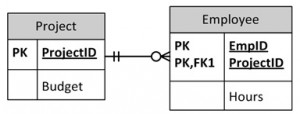 Project
PK ProjectID
Budget
Employee
PK EmpID
PK,FK1 ProjectID
Hours